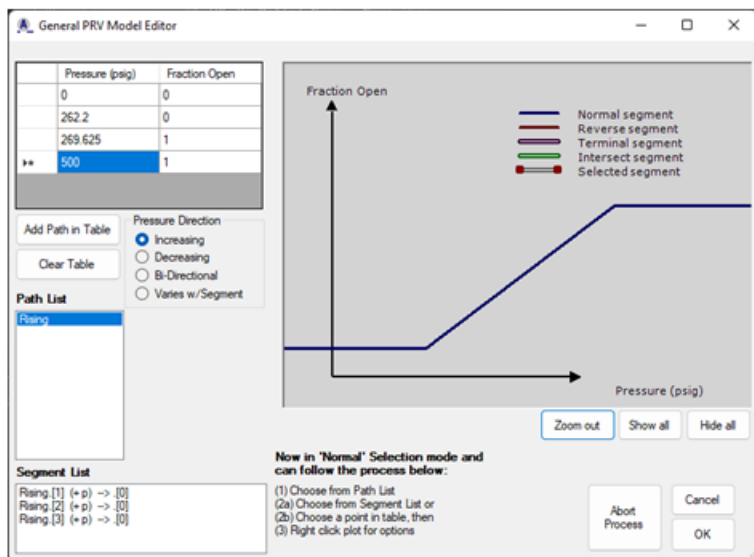 General PRV Model Editor
Pressure (psig) Fraction Open
0 0
262.2 0
269.625 1
500 1
Add Path in Table
Clear Table
Pressure Direction
Increasing
Decreasing
Bi-Directional
Varies w/Segment
Path List
Rising
Segment List
Rising.[1] (+p) -> .[0]
Rising.[2] (+p) -> .[0]
Rising.[3] (+p) -> .[0]
Fraction Open
Normal segment
Reverse segment
Terminal segment
Intersect segment
Selected segment
Pressure (psig)
Zoom out Show all Hide all
Now in 'Normal' Selection mode and
can follow the process below:
(1) Choose from Path List
(2a) Choose from Segment List or
(2b) Choose a point in table, then
(3) Right click plot for options
Abort
Process
Cancel
OK